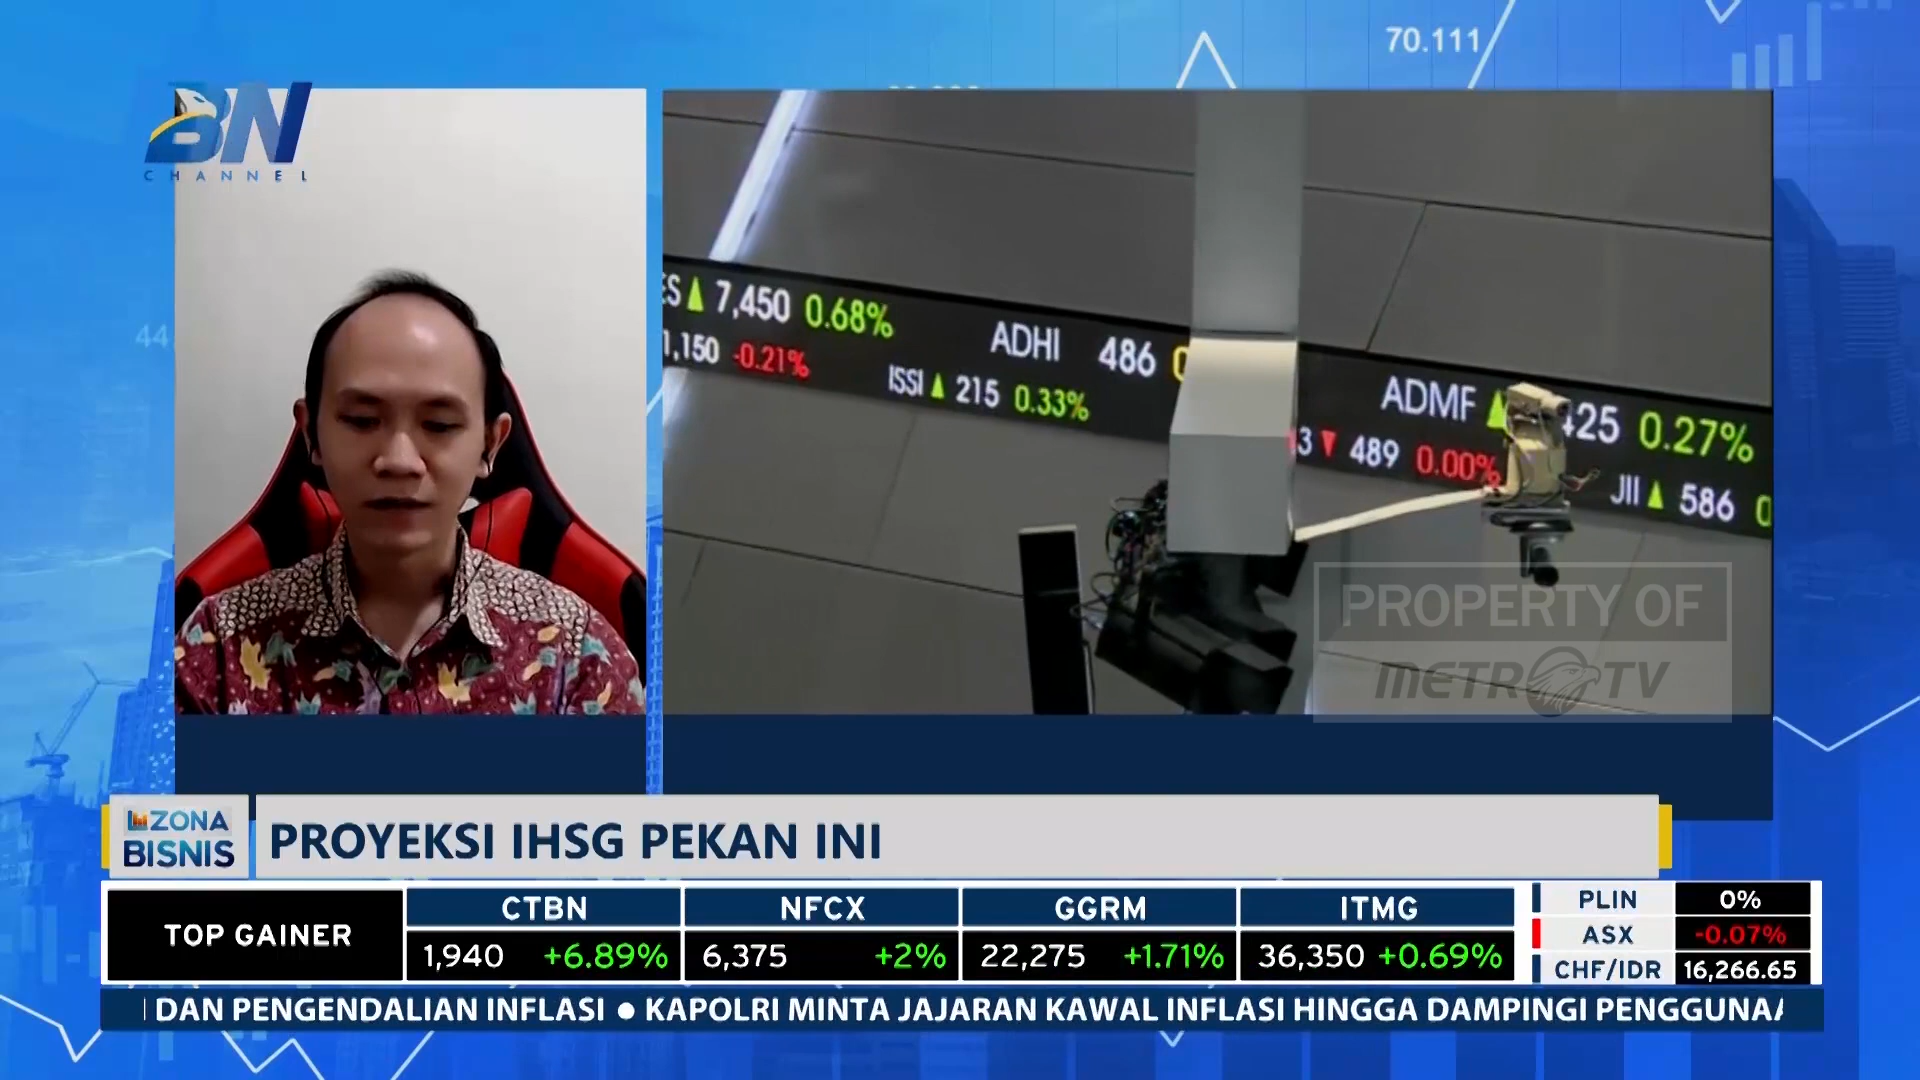 70.111
BN
CHANNEL
44
ES ▲ 7,450 0.68%
1,150 -0.21%
ADHI 486
ISSI ▲ 215 0.33%
ADMF ▲ 425 0.27%
3 ▼ 489 0.00%
JII ▲ 586 0
PROPERTY OF
METRO TV
ZONA
BISNIS
PROYEKSI IHSG PEKAN INI
TOP GAINER
CTBN
1,940 +6.89%
NFCX
6,375 +2%
GGRM
22,275 +1.71%
ITMG
36,350 +0.69%
PLIN 0%
ASX -0.07%
CHF/IDR 16,266.65
I DAN PENGENDALIAN INFLASI ● KAPOLRI MINTA JAJARAN KAWAL INFLASI HINGGA DAMPINGI PENGGUNAA